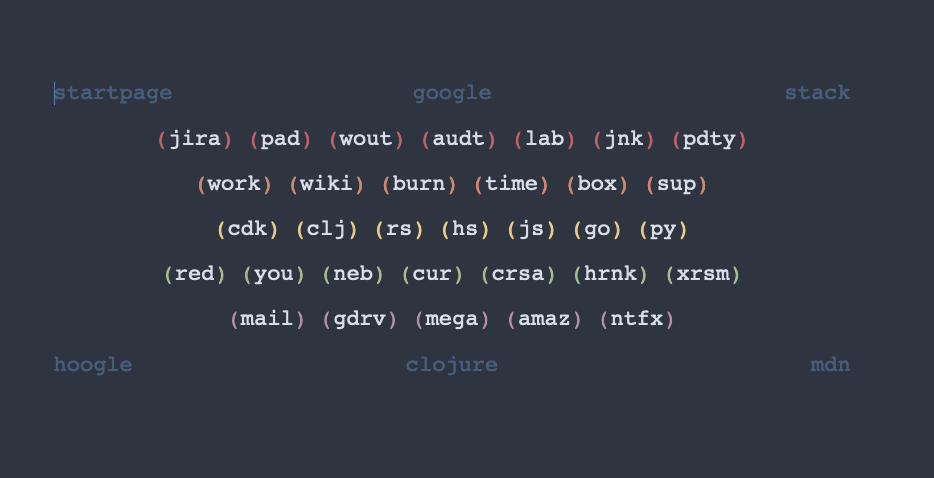 startpage google stack
(jira) (pad) (wout) (audt) (lab) (jnk) (pdty)
(work) (wiki) (burn) (time) (box) (sup)
(cdk) (clj) (rs) (hs) (js) (go) (py)
(red) (you) (neb) (cur) (crsa) (hrnk) (xrsm)
(mail) (gdrv) (mega) (amaz) (ntfx)
hoogle clojure mdn